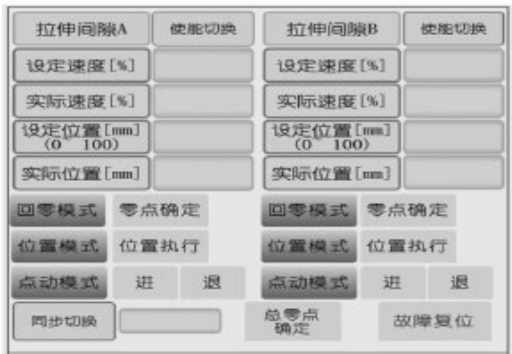 拉伸间隙A 使能切换 拉伸间隙B 使能切换
设定速度[%] 设定速度[%]
实际速度[%] 实际速度[%]
设定位置[mm] 设定位置[mm]
(0 100) (0 100)
实际位置[mm] 实际位置[mm]
回零模式 零点确定 回零模式 零点确定
位置模式 位置执行 位置模式 位置执行
点动模式 进 退 点动模式 进 退
同步切换 总零点 故障复位
确定